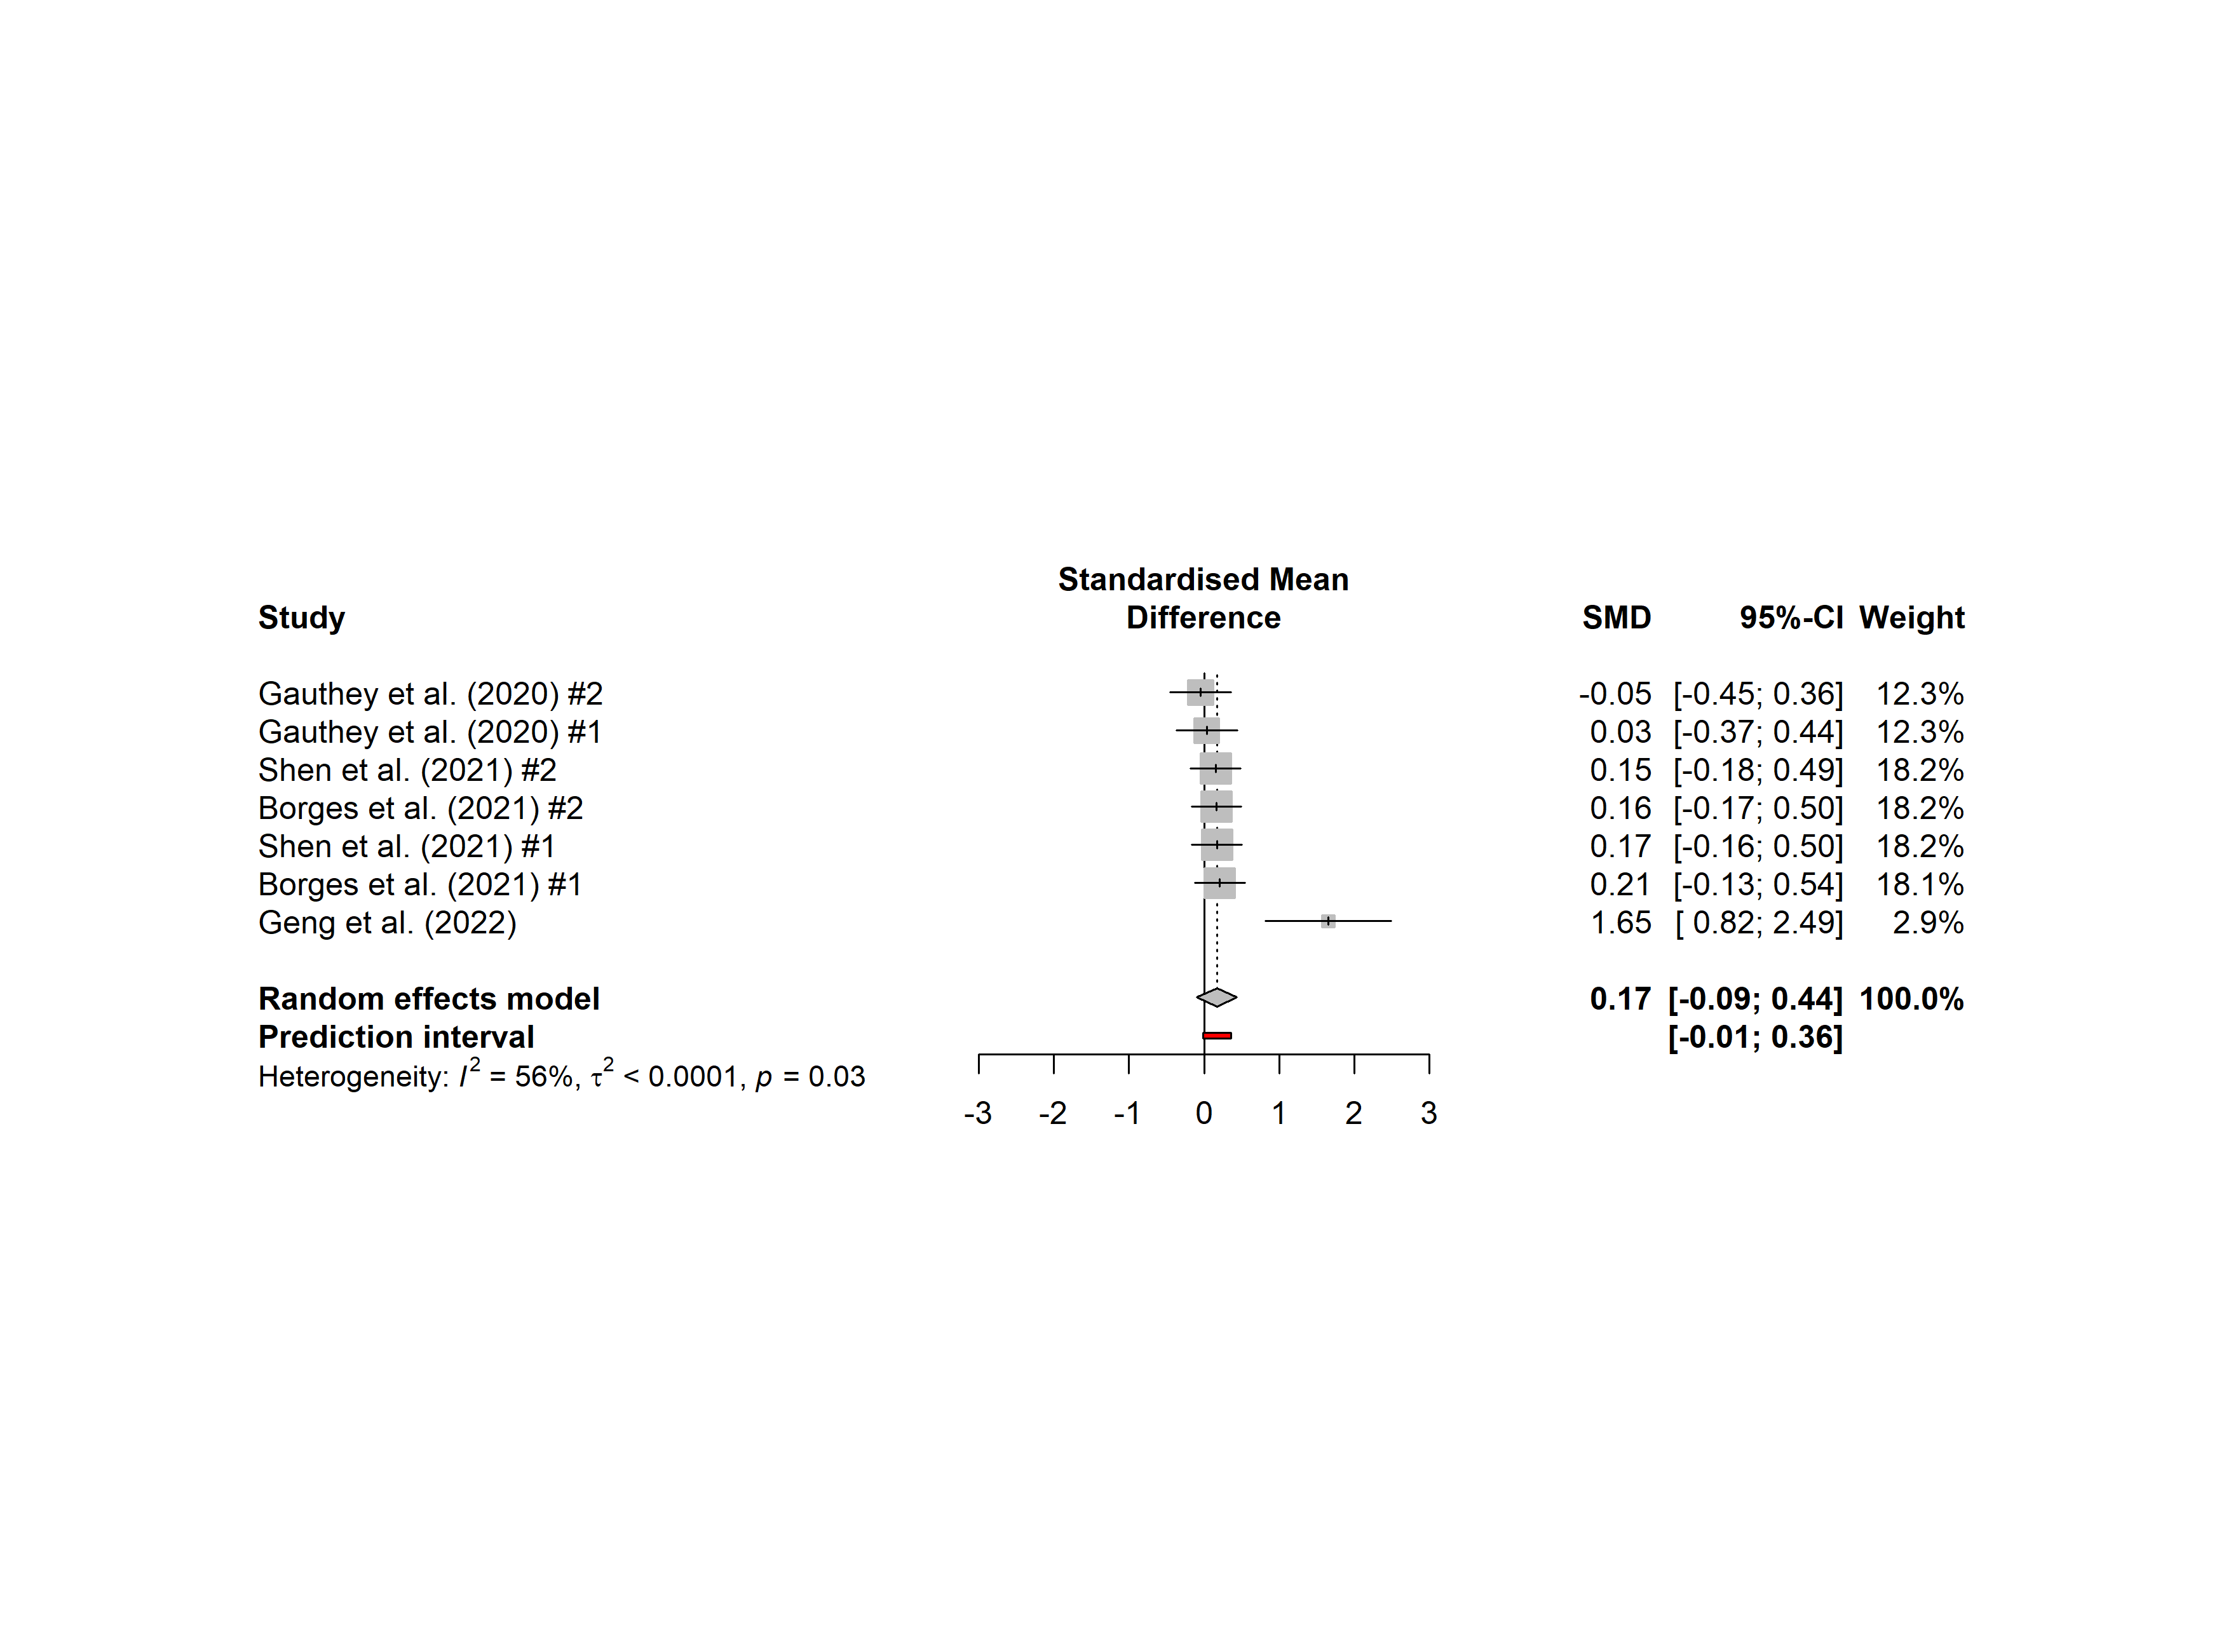 Standardised Mean
Study Difference SMD 95%-CI Weight
Gauthey et al. (2020) #2 -0.05 [-0.45; 0.36] 12.3%
Gauthey et al. (2020) #1 0.03 [-0.37; 0.44] 12.3%
Shen et al. (2021) #2 0.15 [-0.18; 0.49] 18.2%
Borges et al. (2021) #2 0.16 [-0.17; 0.50] 18.2%
Shen et al. (2021) #1 0.17 [-0.16; 0.50] 18.2%
Borges et al. (2021) #1 0.21 [-0.13; 0.54] 18.1%
Geng et al. (2022) 1.65 [ 0.82; 2.49] 2.9%
Random effects model 0.17 [-0.09; 0.44] 100.0%
Prediction interval [-0.01; 0.36]
Heterogeneity: I² = 56%, τ² < 0.0001, p = 0.03
-3 -2 -1 0 1 2 3